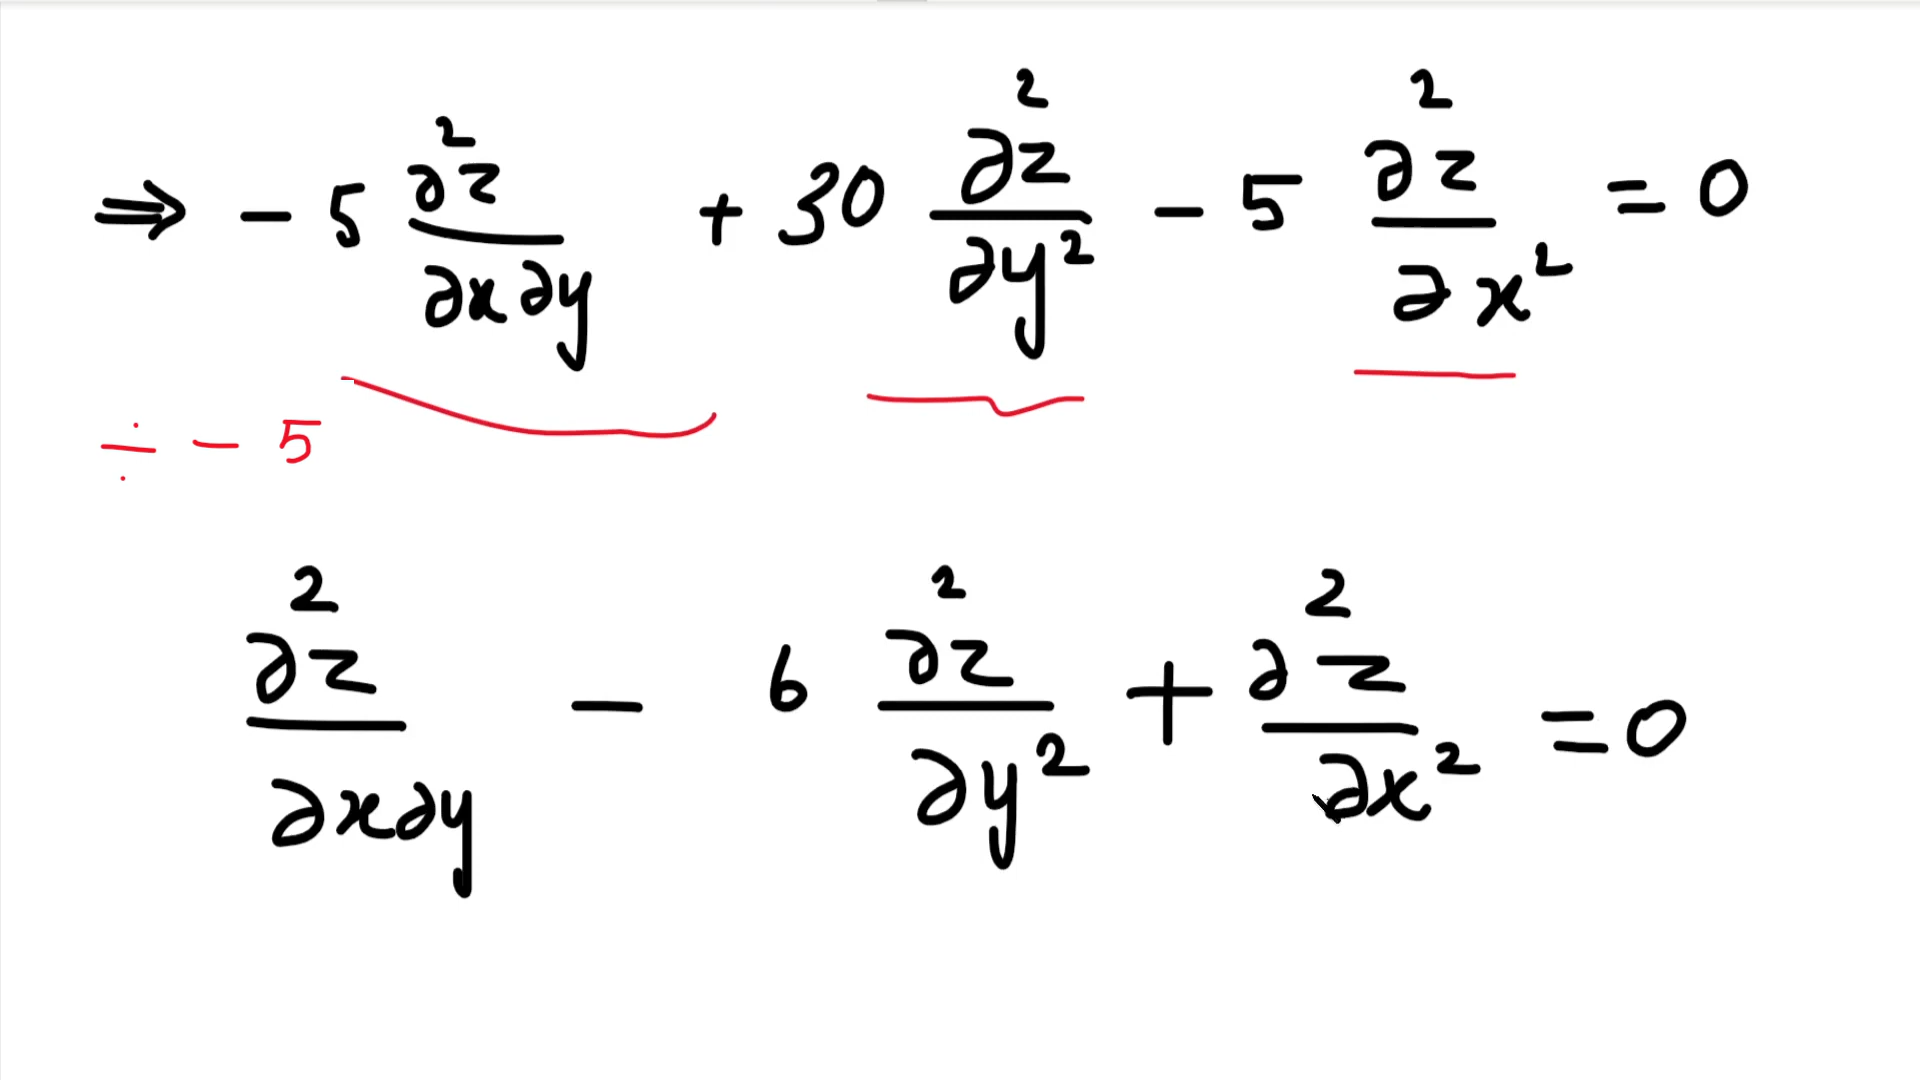 ⇒ - 5 ∂²z/∂x∂y + 30 ∂²z/∂y² - 5 ∂²z/∂x² = 0
÷ - 5
∂²z/∂x∂y - 6 ∂²z/∂y² + ∂²z/∂x² = 0